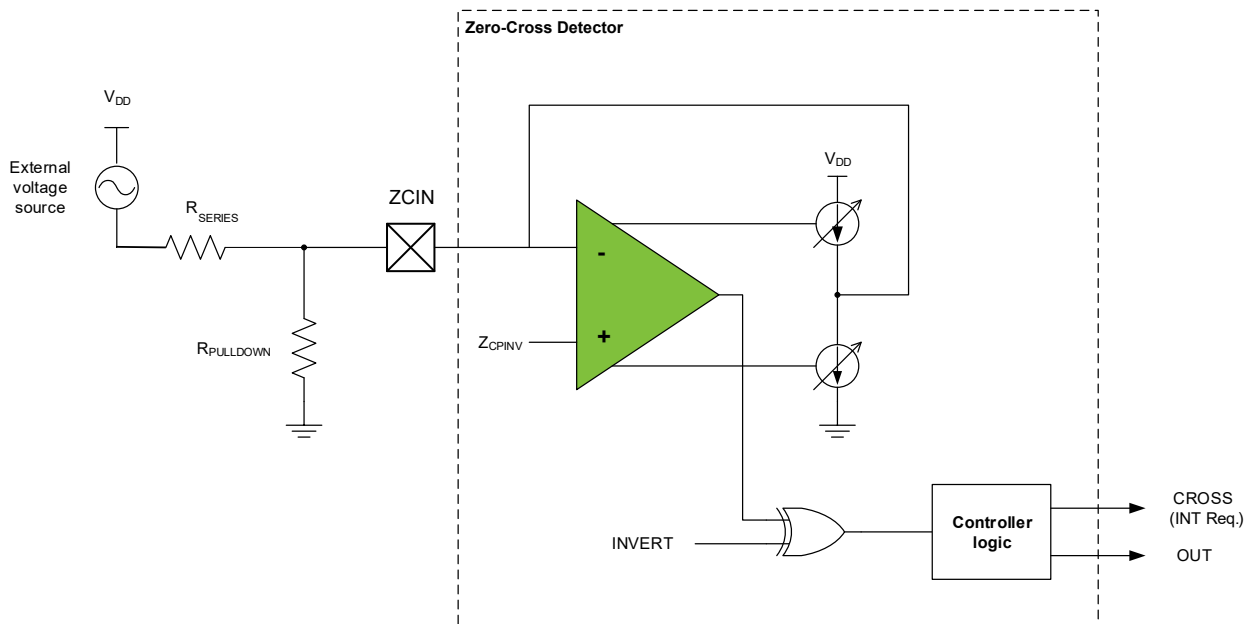 Zero-Cross Detector
VDD
External
voltage
source
RSERIES
ZCIN
VDD
-
+
ZCPINV
RPULLDOWN
INVERT
Controller
logic
CROSS
(INT Req.)
OUT